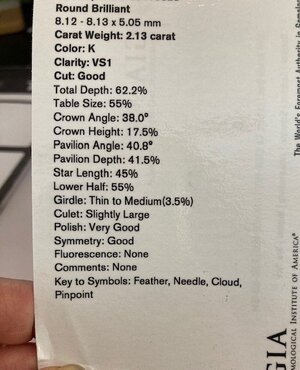 Round Brilliant
8.12 - 8.13 x 5.05 mm
Carat Weight: 2.13 carat
Color: K
Clarity: VS1
Cut: Good
Total Depth: 62.2%
Table Size: 55%
Crown Angle: 38.0°
Crown Height: 17.5%
Pavilion Angle: 40.8°
Pavilion Depth: 41.5%
Star Length: 45%
Lower Half: 55%
Girdle: Thin to Medium(3.5%)
Culet: Slightly Large
Polish: Very Good
Symmetry: Good
Fluorescence: None
Comments: None
Key to Symbols: Feather, Needle, Cloud,
Pinpoint
The World's Foremost Authority in
GIA
OF AMERICA®